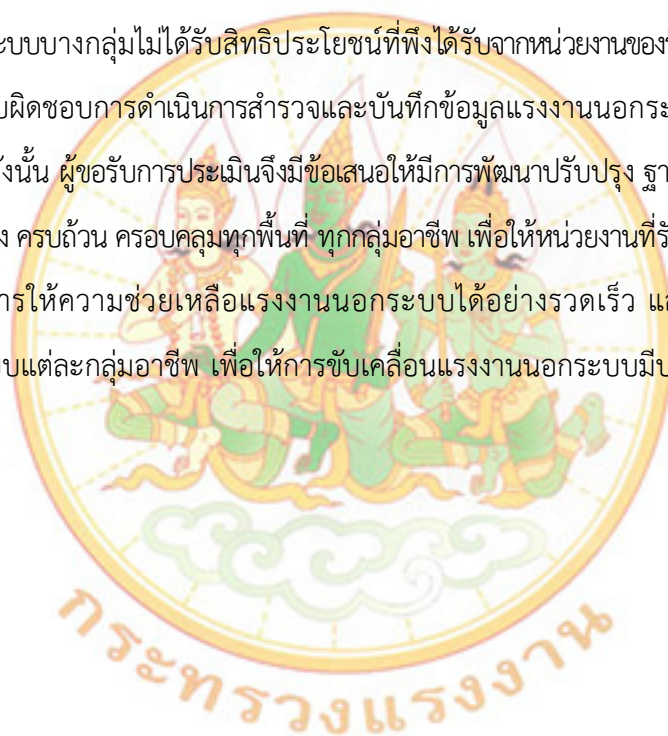 ะบบบางกลุ่มไม่ได้รับสิทธิประโยชน์ที่พึงได้รับจากหน่วยงานของ
บผิดชอบการดำเนินการสำรวจและบันทึกข้อมูลแรงงานนอกระ
ังนั้น ผู้ขอรับการประเมินจึงมีข้อเสนอให้มีการพัฒนาปรับปรุง ฐา
ง ครบถ้วน ครอบคลุมทุกพื้นที่ ทุกกลุ่มอาชีพ เพื่อให้หน่วยงานที่รั
ารให้ความช่วยเหลือแรงงานนอกระบบได้อย่างรวดเร็ว แล
บแต่ละกลุ่มอาชีพ เพื่อให้การขับเคลื่อนแรงงานนอกระบบมีป
กระทรวงแรงงาน